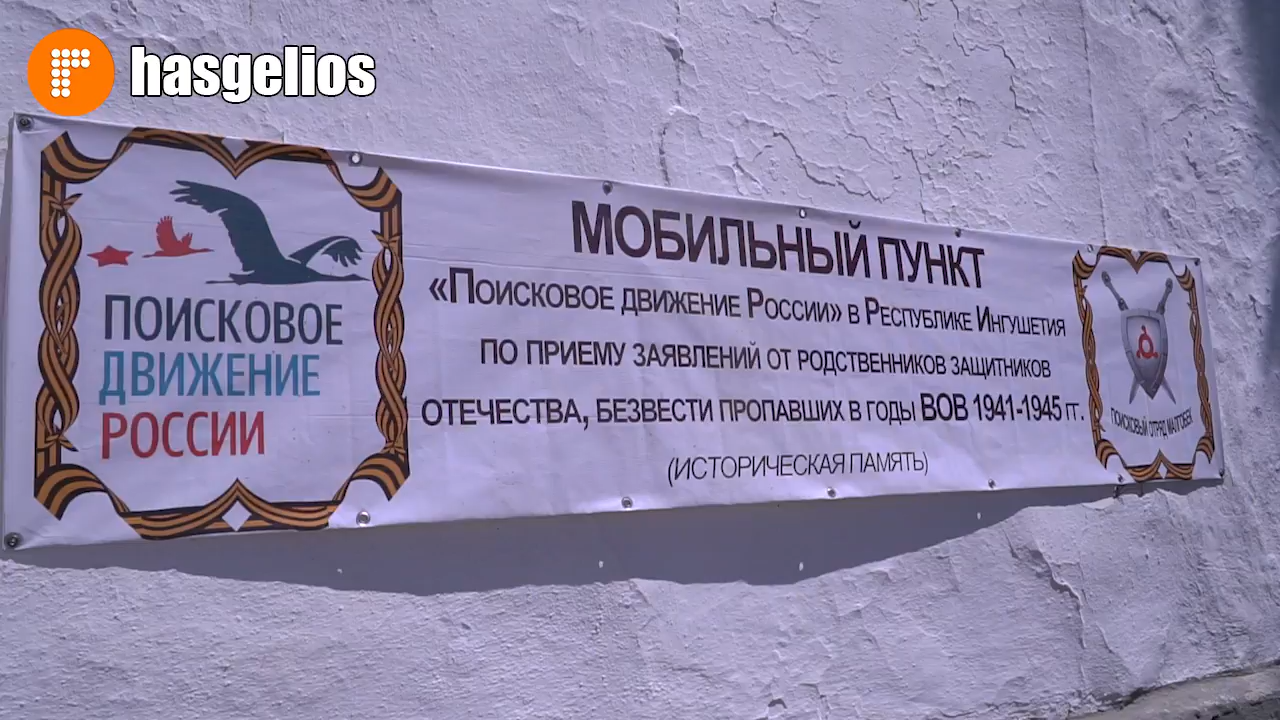 hasgelios
ПОИСКОВОЕ
ДВИЖЕНИЕ
РОССИИ
МОБИЛЬНЫЙ ПУНКТ
«ПОИСКОВОЕ ДВИЖЕНИЕ РОССИИ» В РЕСПУБЛИКЕ ИНГУШЕТИЯ
ПО ПРИЕМУ ЗАЯВЛЕНИЙ ОТ РОДСТВЕННИКОВ ЗАЩИТНИКОВ
ОТЕЧЕСТВА, БЕЗВЕСТИ ПРОПАВШИХ В ГОДЫ ВОВ 1941-1945 ГГ.
(ИСТОРИЧЕСКАЯ ПАМЯТЬ)
ПОИСКОВЫЙ ОТРЯД МАЛГОБЕК